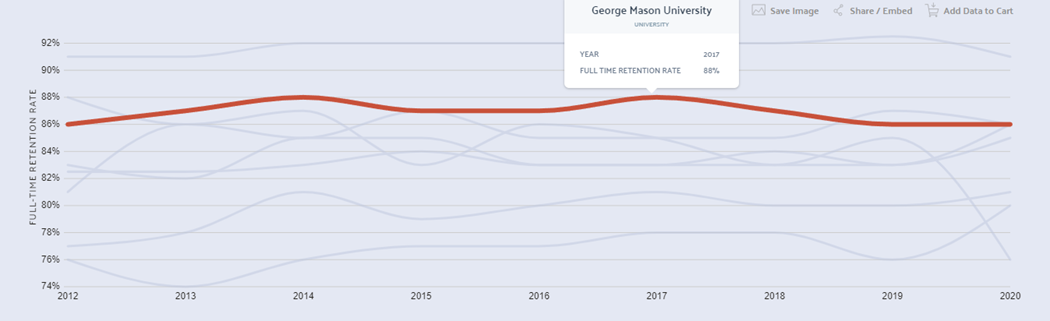 George Mason University
UNIVERSITY
YEAR 2017
FULL TIME RETENTION RATE 88%
Save Image
Share / Embed
Add Data to Cart
FULL-TIME RETENTION RATE
92%
90%
88%
86%
84%
82%
80%
78%
76%
74%
2012 2013 2014 2015 2016 2017 2018 2019 2020